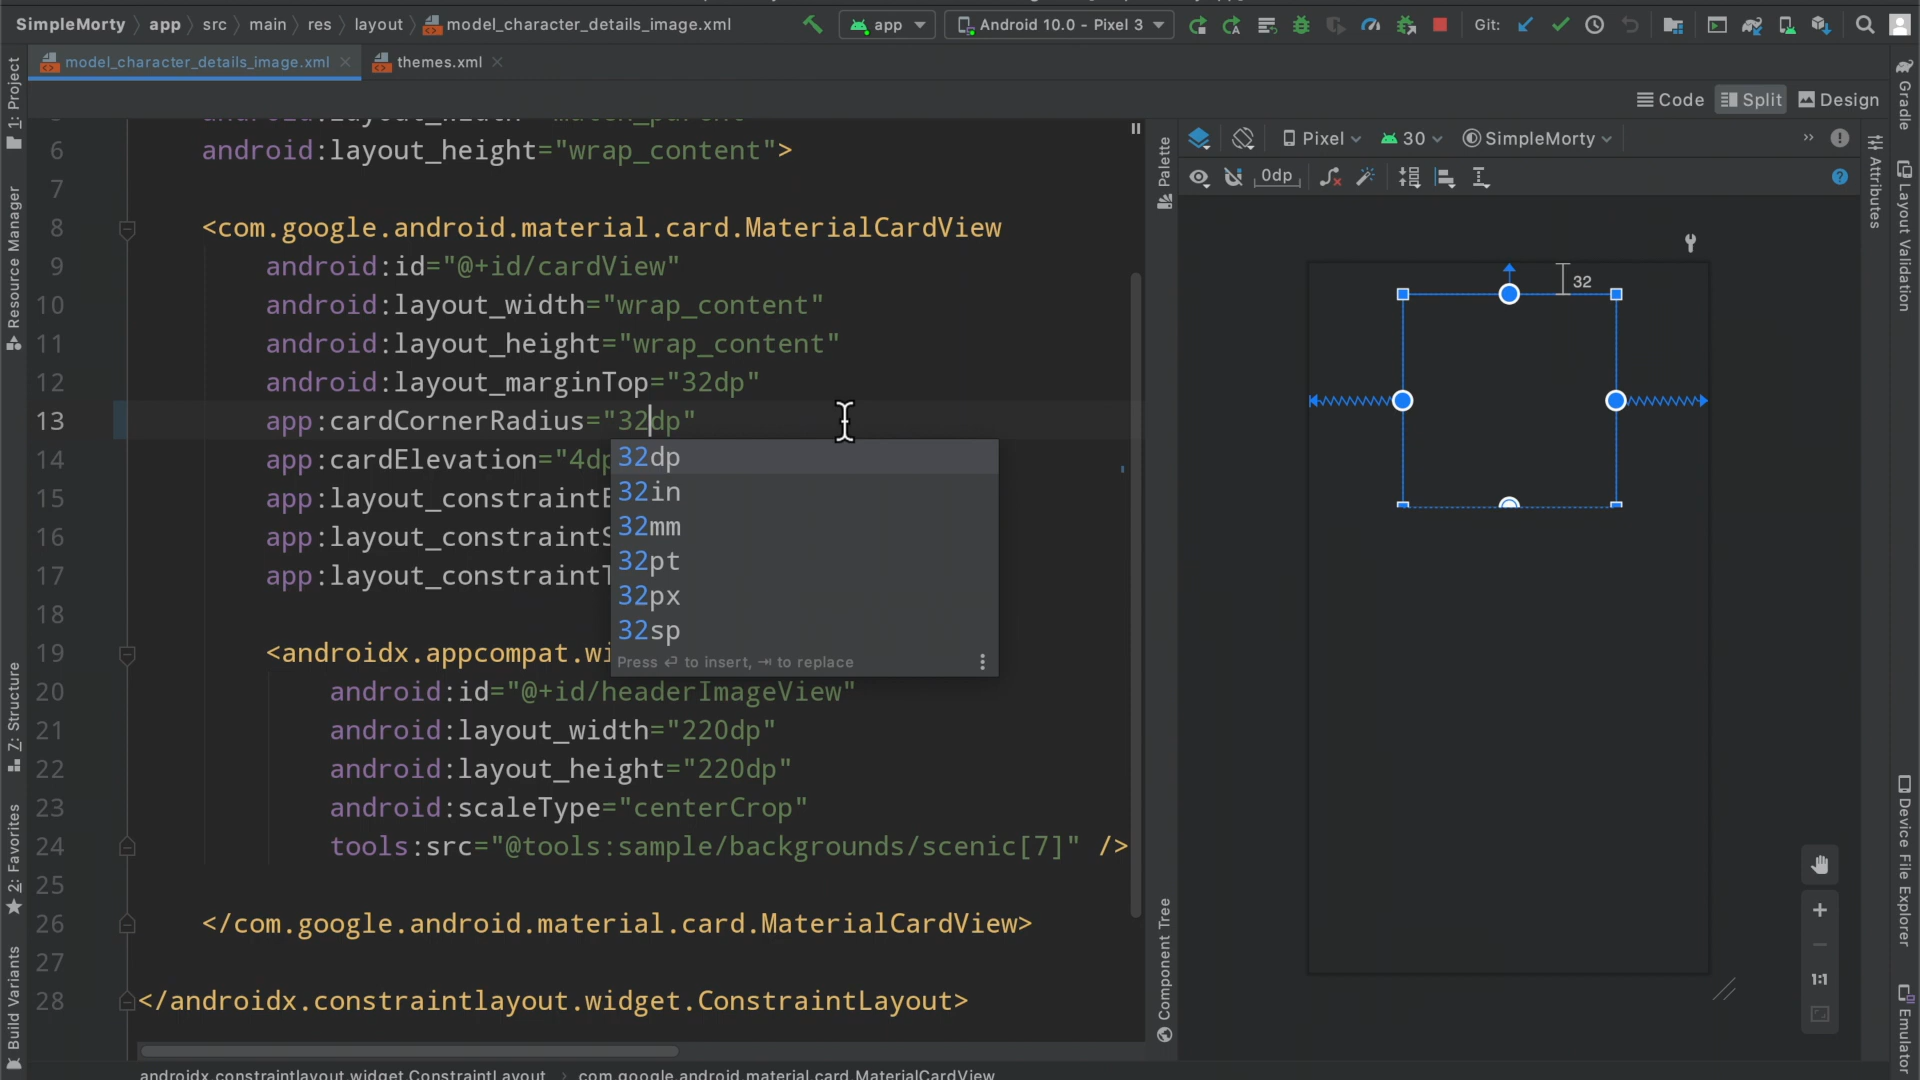 SimpleMorty app src main res layout model_character_details_image.xml app Android 10.0 - Pixel 3 Git:
model_character_details_image.xml themes.xml
Code Split Design
6 android:layout_height="wrap_content">
7
8 <com.google.android.material.card.MaterialCardView
9 android:id="@+id/cardView"
10 android:layout_width="wrap_content"
11 android:layout_height="wrap_content"
12 android:layout_marginTop="32dp"
13 app:cardCornerRadius="32dp"
14 app:cardElevation="4dp
15 app:layout_constraintE
16 app:layout_constraintS
17 app:layout_constraintT
18
19 <androidx.appcompat.wi
20 android:id="@+id/headerImageView"
21 android:layout_width="220dp"
22 android:layout_height="220dp"
23 android:scaleType="centerCrop"
24 tools:src="@tools:sample/backgrounds/scenic[7]" />
25
26 </com.google.android.material.card.MaterialCardView>
27
28 </androidx.constraintlayout.widget.ConstraintLayout>
32dp
32in
32mm
32pt
32px
32sp
Press ↵ to insert, ⇥ to replace
androidx.constraintlayout.widget.ConstraintLayout com.google.android.material.card.MaterialCardView
1: Project
Resource Manager
Z: Structure
2: Favorites
Build Variants
Palette
Component Tree
Pixel 30 SimpleMorty »
0dp
32
1:1
Attributes
Gradle
Layout Validation
Device File Explorer
Emulator